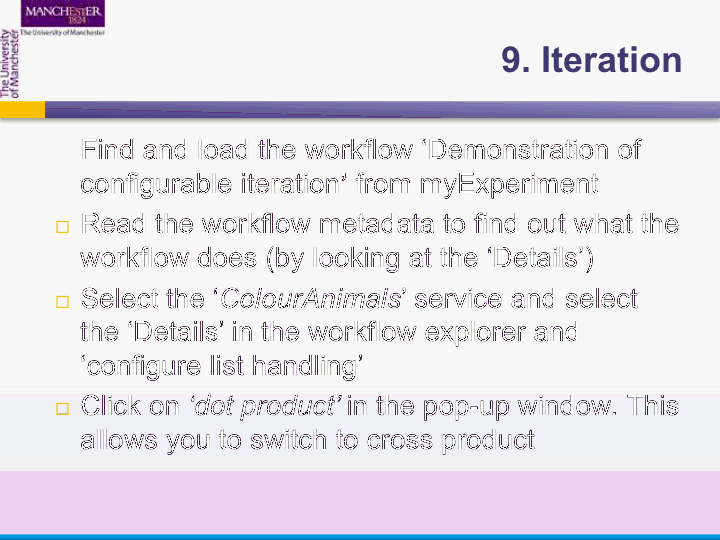 MANCHESTER
1824
The University of Manchester
The University
of Manchester
9. Iteration
Find and load the workflow ‘Demonstration of
configurable iteration’ from myExperiment
Read the workflow metadata to find out what the
workflow does (by looking at the ‘Details’)
Select the ‘ColourAnimals’ service and select
the ‘Details’ in the workflow explorer and
‘configure list handling’
Click on ‘dot product’ in the pop-up window. This
allows you to switch to cross product